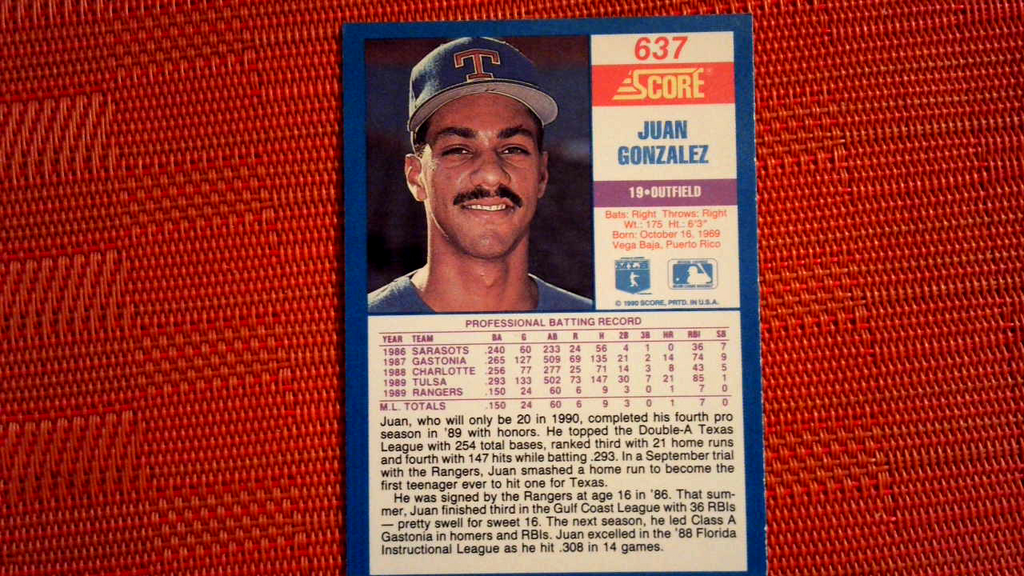 T
637
SCORE
JUAN
GONZALEZ
19•OUTFIELD
Bats: Right Throws: Right
Wt.: 175 Ht.: 6'3"
Born: October 16, 1969
Vega Baja, Puerto Rico
© 1990 SCORE, PRTD. IN U.S.A.
PROFESSIONAL BATTING RECORD
YEAR TEAM BA G AB R H 2B 3B HR RBI SB
1986 SARASOTS .240 60 233 24 56 4 1 0 36 7
1987 GASTONIA .265 127 509 69 135 21 2 14 74 9
1988 CHARLOTTE .256 77 277 25 71 14 3 8 43 5
1989 TULSA .293 133 502 73 147 30 7 21 85 1
1989 RANGERS .150 24 60 6 9 3 0 1 7 0
M.L. TOTALS .150 24 60 6 9 3 0 1 7 0
Juan, who will only be 20 in 1990, completed his fourth pro
season in '89 with honors. He topped the Double-A Texas
League with 254 total bases, ranked third with 21 home runs
and fourth with 147 hits while batting .293. In a September trial
with the Rangers, Juan smashed a home run to become the
first teenager ever to hit one for Texas.
He was signed by the Rangers at age 16 in '86. That sum-
mer, Juan finished third in the Gulf Coast League with 36 RBIs
— pretty swell for sweet 16. The next season, he led Class A
Gastonia in homers and RBIs. Juan excelled in the '88 Florida
Instructional League as he hit .308 in 14 games.